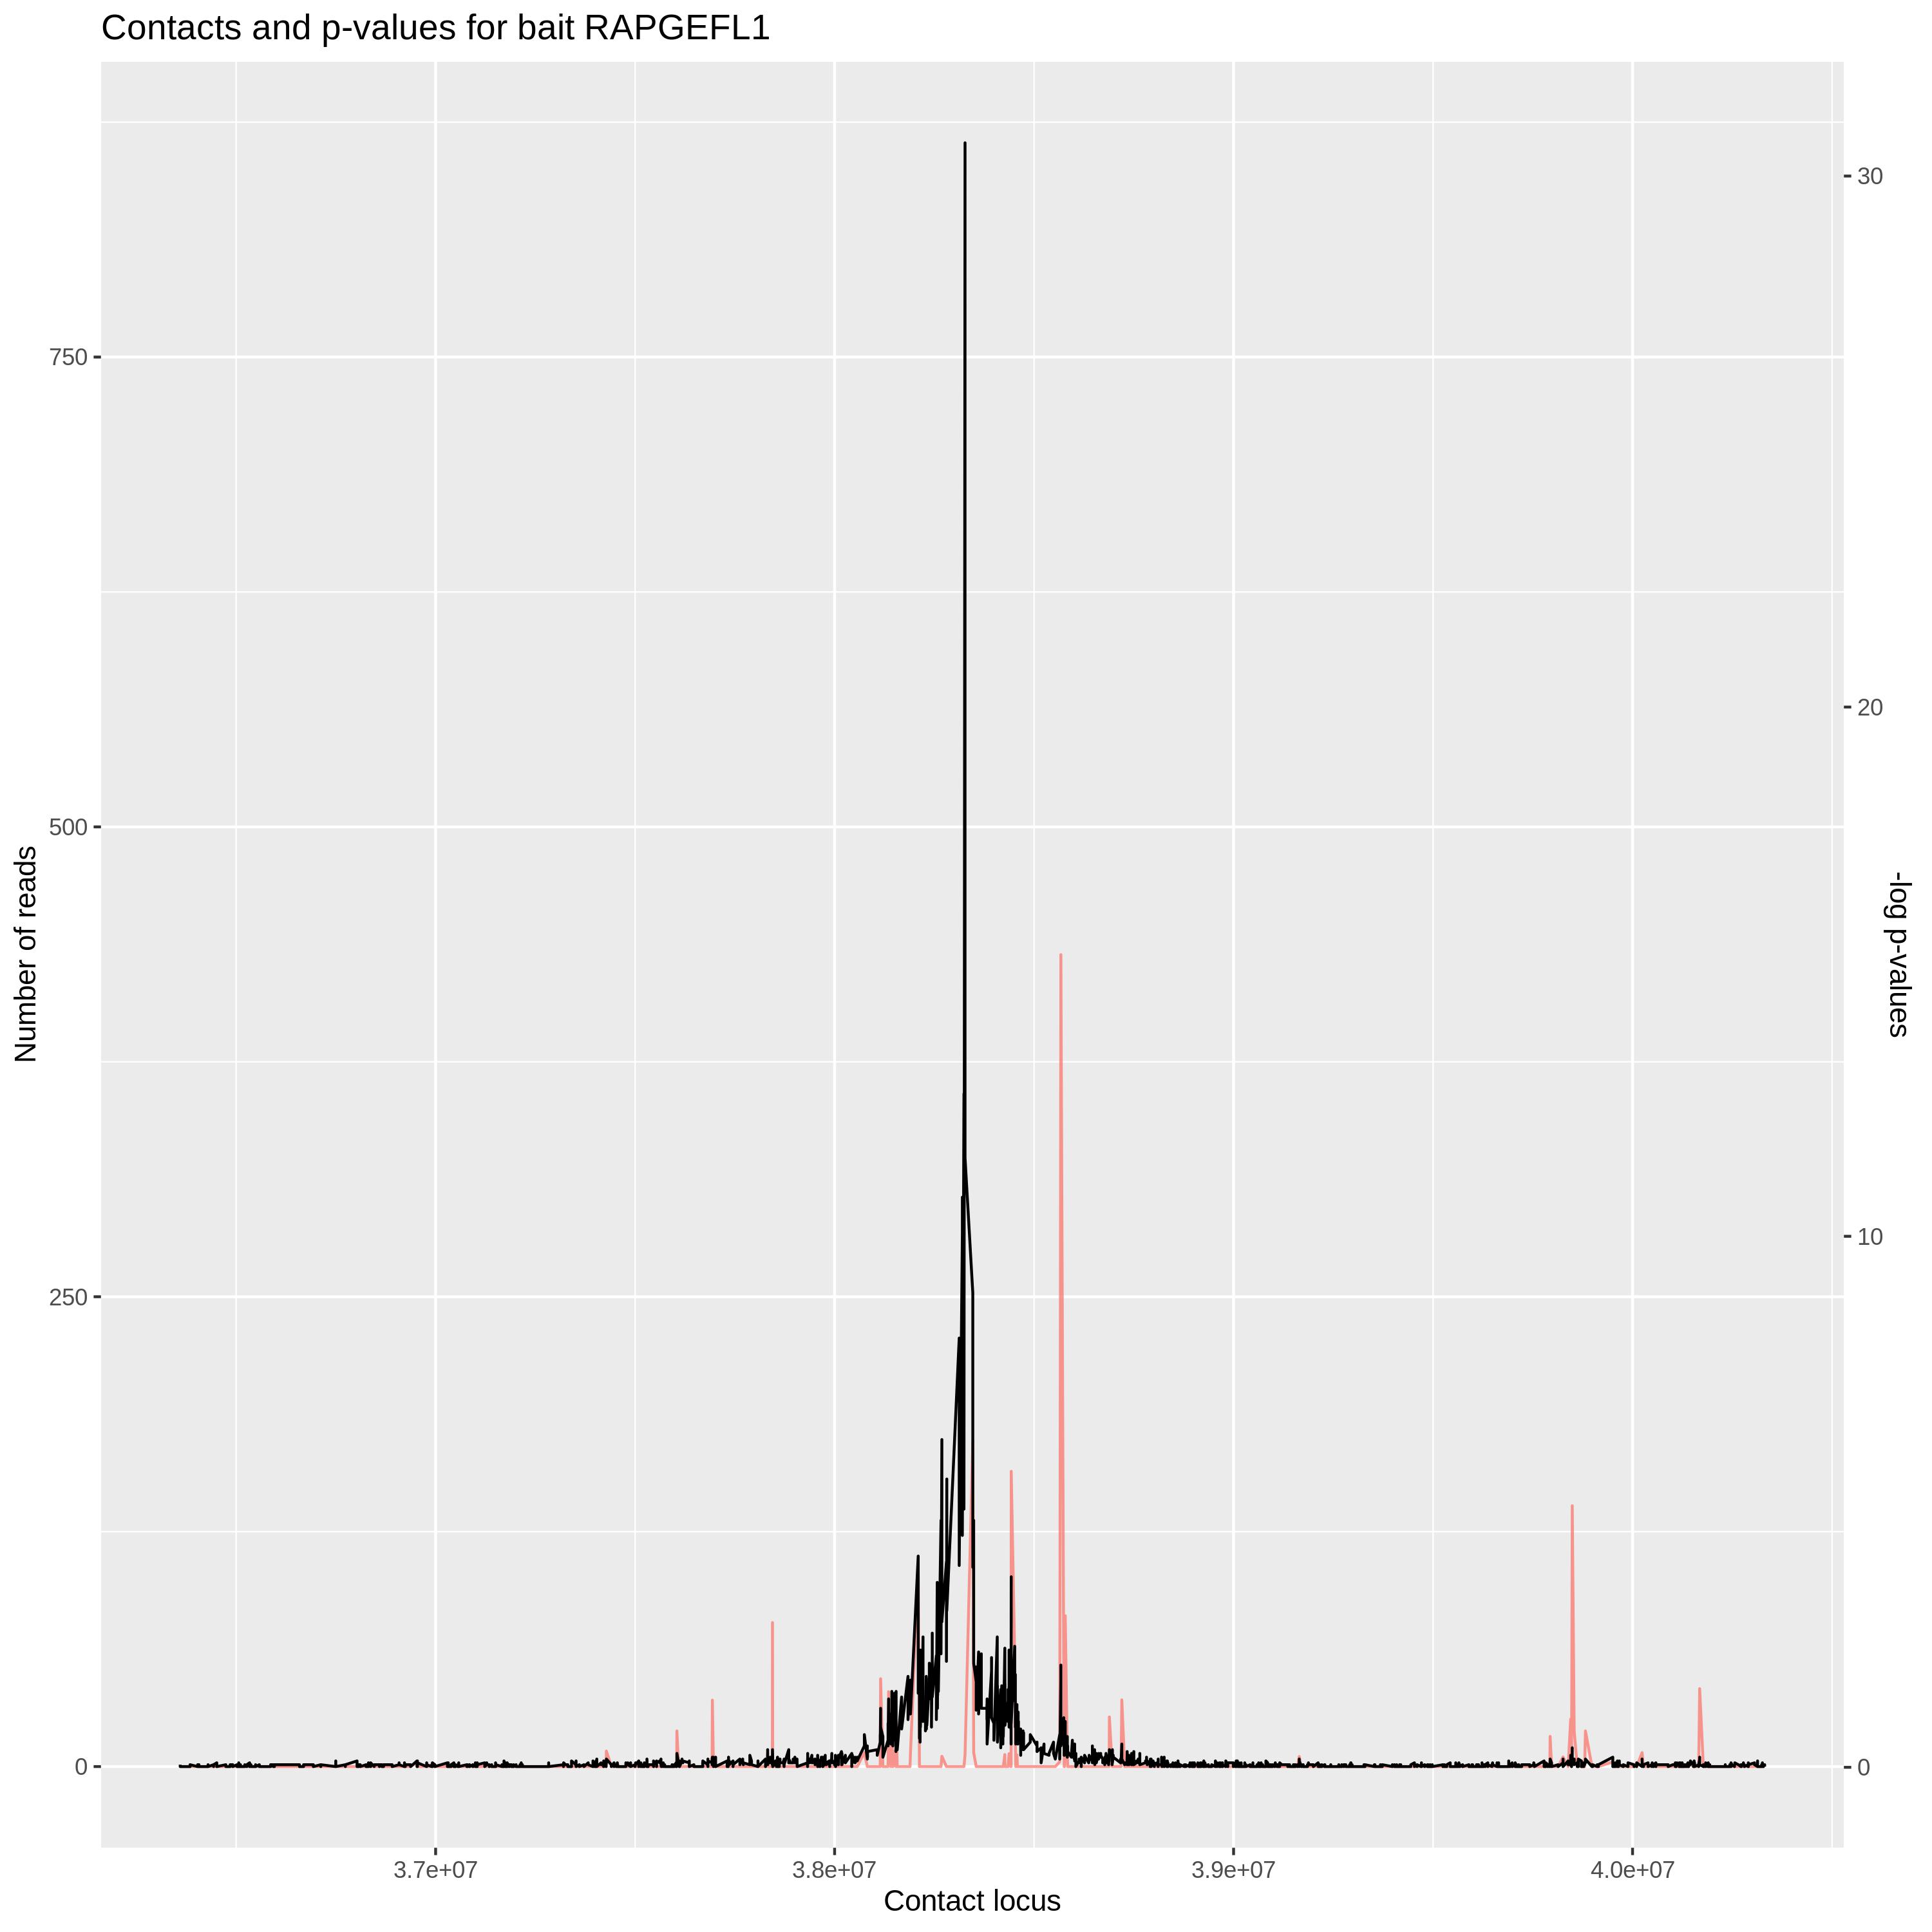 Contacts and p-values for bait RAPGEFL1
Number of reads
750
500
250
0
30
20
10
0
-log p-values
3.7e+07
3.8e+07
3.9e+07
4.0e+07
Contact locus